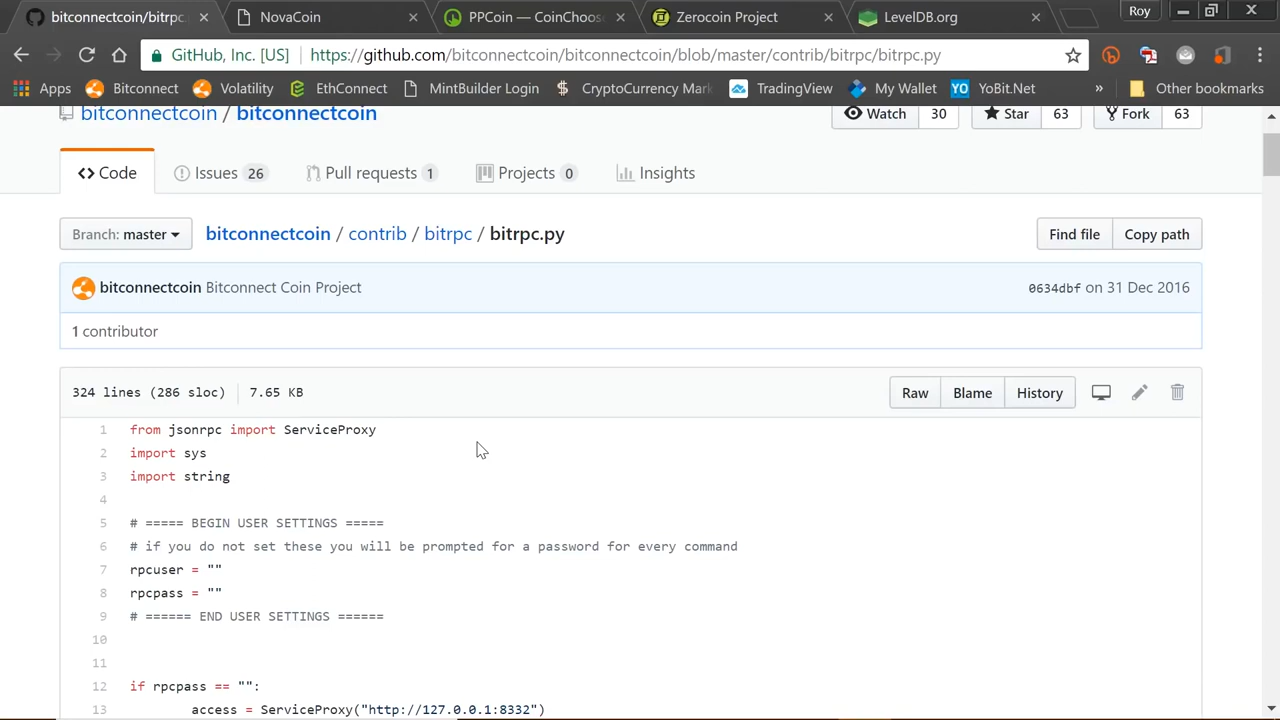 bitconnectcoin/bitrpc.
NovaCoin
PPCoin — CoinChoose
Zerocoin Project
LevelDB.org
Roy
GitHub, Inc. [US]
https://github.com/bitconnectcoin/bitconnectcoin/blob/master/contrib/bitrpc/bitrpc.py
Apps
Bitconnect
Volatility
EthConnect
MintBuilder Login
CryptoCurrency Mark
TradingView
My Wallet
YO YoBit.Net
»
Other bookmarks
bitconnectcoin / bitconnectcoin
Watch 30
Star 63
Fork 63
Code
Issues 26
Pull requests 1
Projects 0
Insights
Branch: master
bitconnectcoin / contrib / bitrpc / bitrpc.py
Find file
Copy path
bitconnectcoin Bitconnect Coin Project
0634dbf on 31 Dec 2016
1 contributor
324 lines (286 sloc)
7.65 KB
Raw
Blame
History
1 from jsonrpc import ServiceProxy
2 import sys
3 import string
4
5 # ===== BEGIN USER SETTINGS =====
6 # if you do not set these you will be prompted for a password for every command
7 rpcuser = ""
8 rpcpass = ""
9 # ====== END USER SETTINGS ======
10
11
12 if rpcpass == "":
13 access = ServiceProxy("http://127.0.0.1:8332")